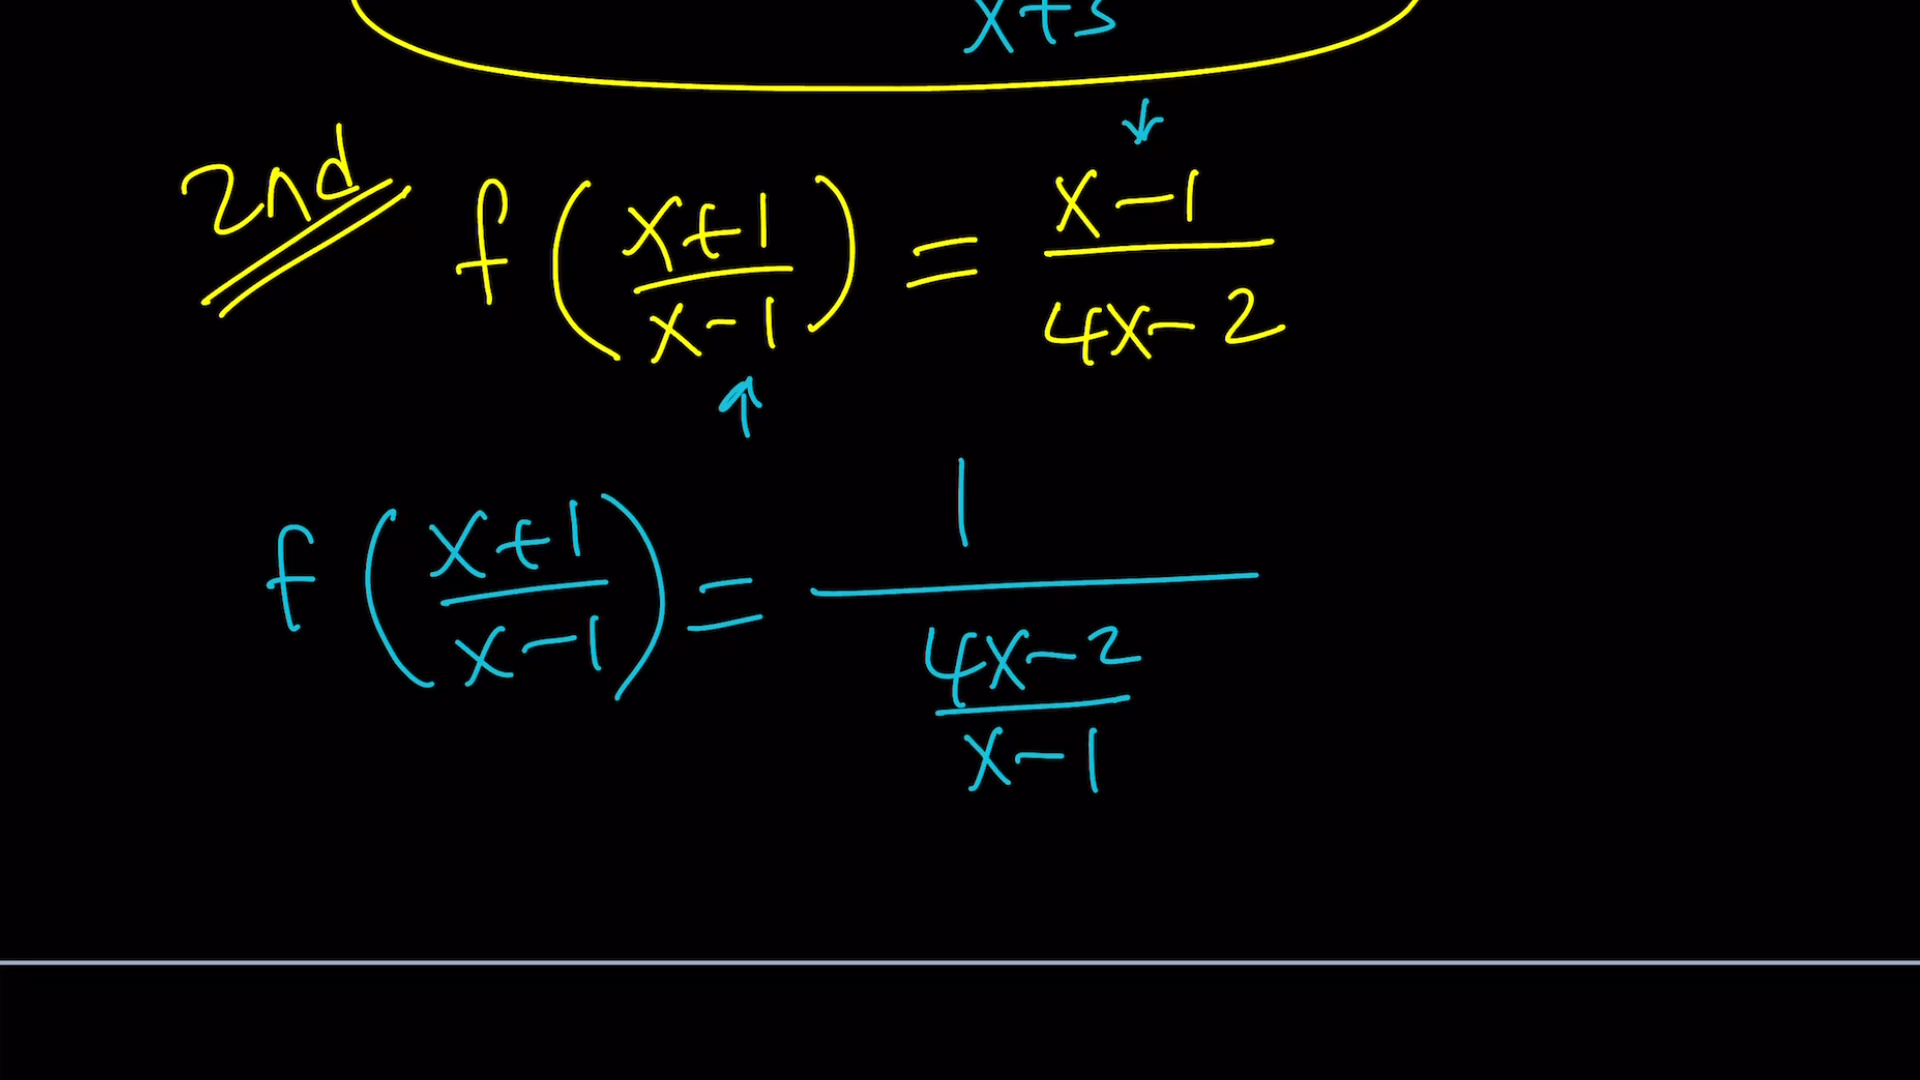 x+3
2nd f(x+1/x-1) = x-1/4x-2
f(x+1/x-1) = 1/(4x-2/x-1)